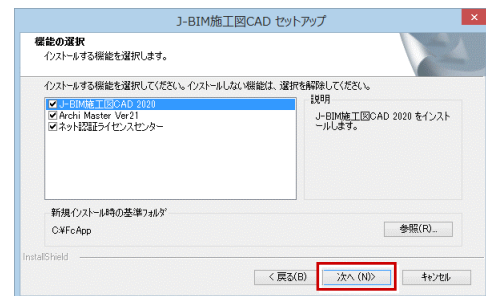 J-BIM施工図CAD セットアップ
機能の選択
インストールする機能を選択します。
インストールする機能を選択してください。インストールしない機能は、選択を解除してください。
J-BIM施工図CAD 2020
Archi Master Ver21
ネット認証ライセンスセンター
説明
J-BIM施工図CAD 2020 をインスト
ールします。
新規インストール時の基準フォルダ
C:¥FcApp
参照(R)...
InstallShield
< 戻る(B)
次へ (N)>
キャンセル